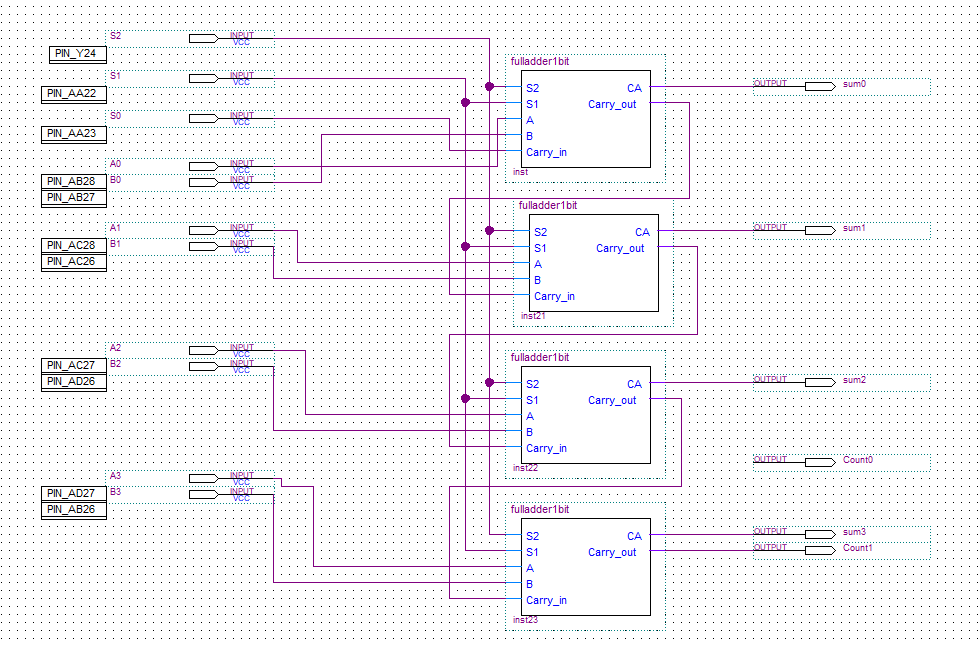 S2 INPUT VCC
PIN_Y24
S1 INPUT VCC
PIN_AA22
S0 INPUT VCC
PIN_AA23
A0 INPUT VCC
PIN_AB28
B0 INPUT VCC
PIN_AB27
A1 INPUT VCC
PIN_AC28
B1 INPUT VCC
PIN_AC26
A2 INPUT VCC
PIN_AC27
B2 INPUT VCC
PIN_AD26
A3 INPUT VCC
PIN_AD27
B3 INPUT VCC
PIN_AB26
fulladder1bit
S2 CA
S1 Carry_out
A
B
Carry_in
inst
fulladder1bit
S2 CA
S1 Carry_out
A
B
Carry_in
inst21
fulladder1bit
S2 CA
S1 Carry_out
A
B
Carry_in
inst22
fulladder1bit
S2 CA
S1 Carry_out
A
B
Carry_in
inst23
OUTPUT sum0
OUTPUT sum1
OUTPUT sum2
OUTPUT Count0
OUTPUT sum3
OUTPUT Count1